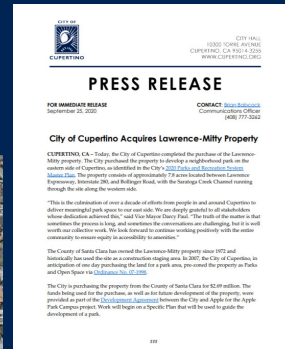 CITY OF
CUPERTINO
CITY HALL
10300 TORRE AVENUE
CUPERTINO, CA 95014-3255
WWW.CUPERTINO.ORG
PRESS RELEASE
FOR IMMEDIATE RELEASE
September 25, 2020
CONTACT: Brian Babcock
Communications Officer
(408) 777-3262
City of Cupertino Acquires Lawrence-Mitty Property
CUPERTINO, CA – Today, the City of Cupertino completed the purchase of the Lawrence-
Mitty property. The City purchased the property to develop a neighborhood park on the
eastern side of Cupertino, as identified in the City's 2020 Parks and Recreation System
Master Plan. The property consists of approximately 7.8 acres located between Lawrence
Expressway, Interstate 280, and Bollinger Road, with the Saratoga Creek Channel running
through the site along the western side.
"This is the culmination of over a decade of efforts from people in and around Cupertino to
deliver meaningful park space to our east side. We are deeply grateful to all stakeholders
whose dedication achieved this," said Vice Mayor Darcy Paul. "The truth of the matter is that
sometimes the process is long, and sometimes the conversations are challenging, but it is well
worth our collective work. We look forward to continue working positively with the entire
community to ensure equity in accessibility to amenities."
The County of Santa Clara has owned the Lawrence-Mitty property since 1972 and
historically has used the site as a construction staging area. In 2007, the City of Cupertino, in
anticipation of one day purchasing the land for a park area, pre-zoned the property as Parks
and Open Space via Ordinance No. 07-1998.
The City is purchasing the property from the County of Santa Clara for $2.69 million. The
funds being used for the purchase, as well as for future development of the property, were
provided as part of the Development Agreement between the City and Apple for the Apple
Park Campus project. Work will begin on a Specific Plan that will be used to guide the
development of a park.
###